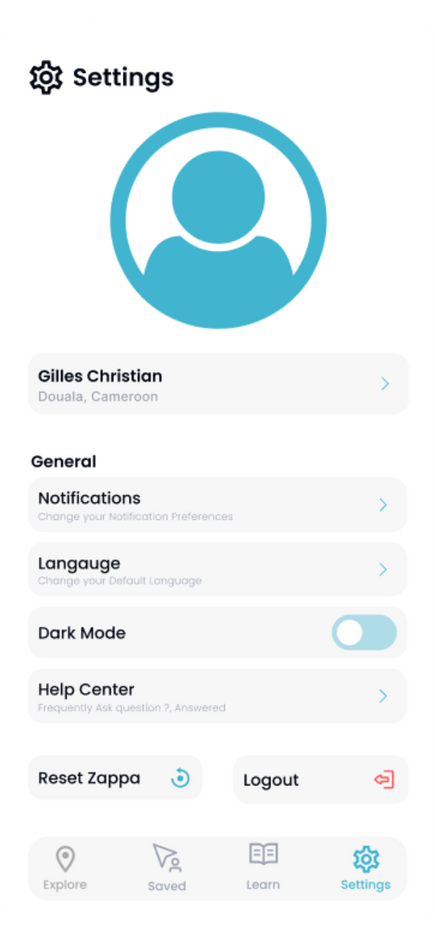 Settings
Gilles Christian
Douala, Cameroon
General
Notifications
Change your Notification Preferences
Langauge
Change your Default Longuage
Dark Mode
Help Center
Frequently Ask question ?, Answered
Reset Zappa
Logout
Explore
Saved
Learn
Settings